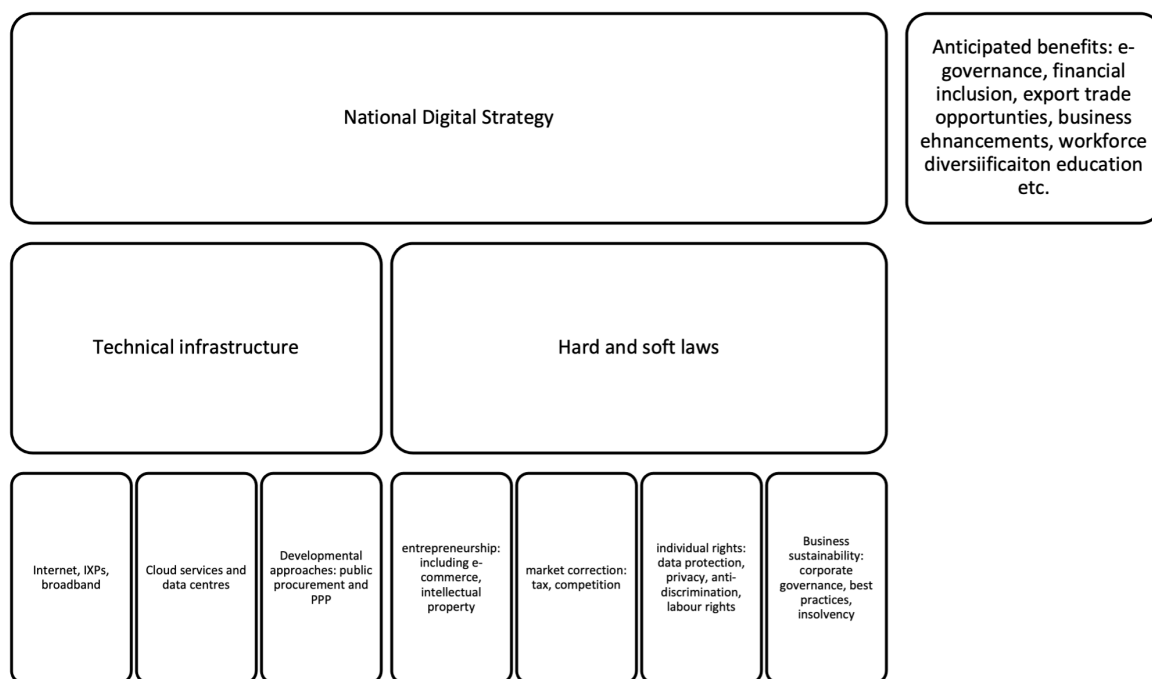 National Digital Strategy
Anticipated benefits: e-
governance, financial
inclusion, export trade
opportunties, business
ehnancements, workforce
diversiificaiton education
etc.
Technical infrastructure
Hard and soft laws
Internet, IXPs,
broadband
Cloud services and
data centres
Developmental
approaches: public
procurement and
PPP
entrepreneurship:
including e-
commerce,
intellectual
property
market correction:
tax, competition
individual rights:
data protection,
privacy, anti-
discrimination,
labour rights
Business
sustainability:
corporate
governance, best
practices,
insolvency